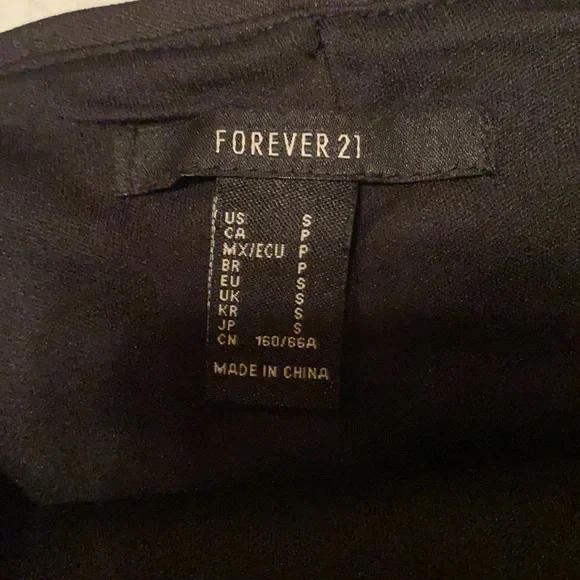 FOREVER 21
US S
CA P
MX/ECU P
BR P
EU S
UK S
KR S
JP S
CN 160/66A
MADE IN CHINA